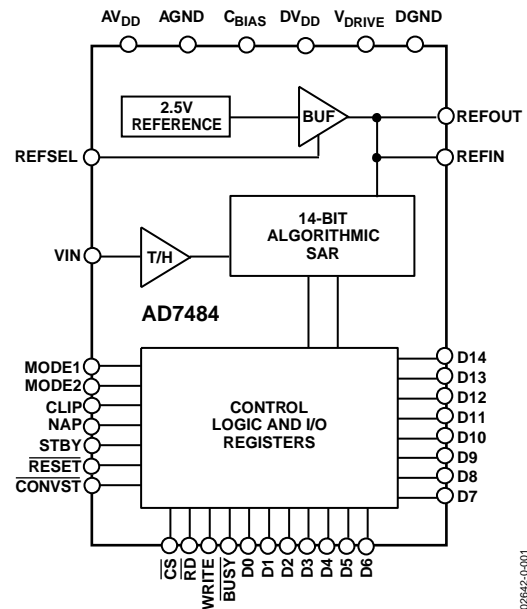 AVDD AGND CBIAS DVDD VDRIVE DGND
2.5V
REFERENCE
BUF
REFOUT
REFSEL
REFIN
14-BIT
ALGORITHMIC
SAR
VIN
T/H
AD7484
MODE1
MODE2
CLIP
NAP
STBY
RESET
CONVST
CONTROL
LOGIC AND I/O
REGISTERS
D14
D13
D12
D11
D10
D9
D8
D7
CS
RD
WRITE
BUSY
D0
D1
D2
D3
D4
D5
D6
02642-0-001